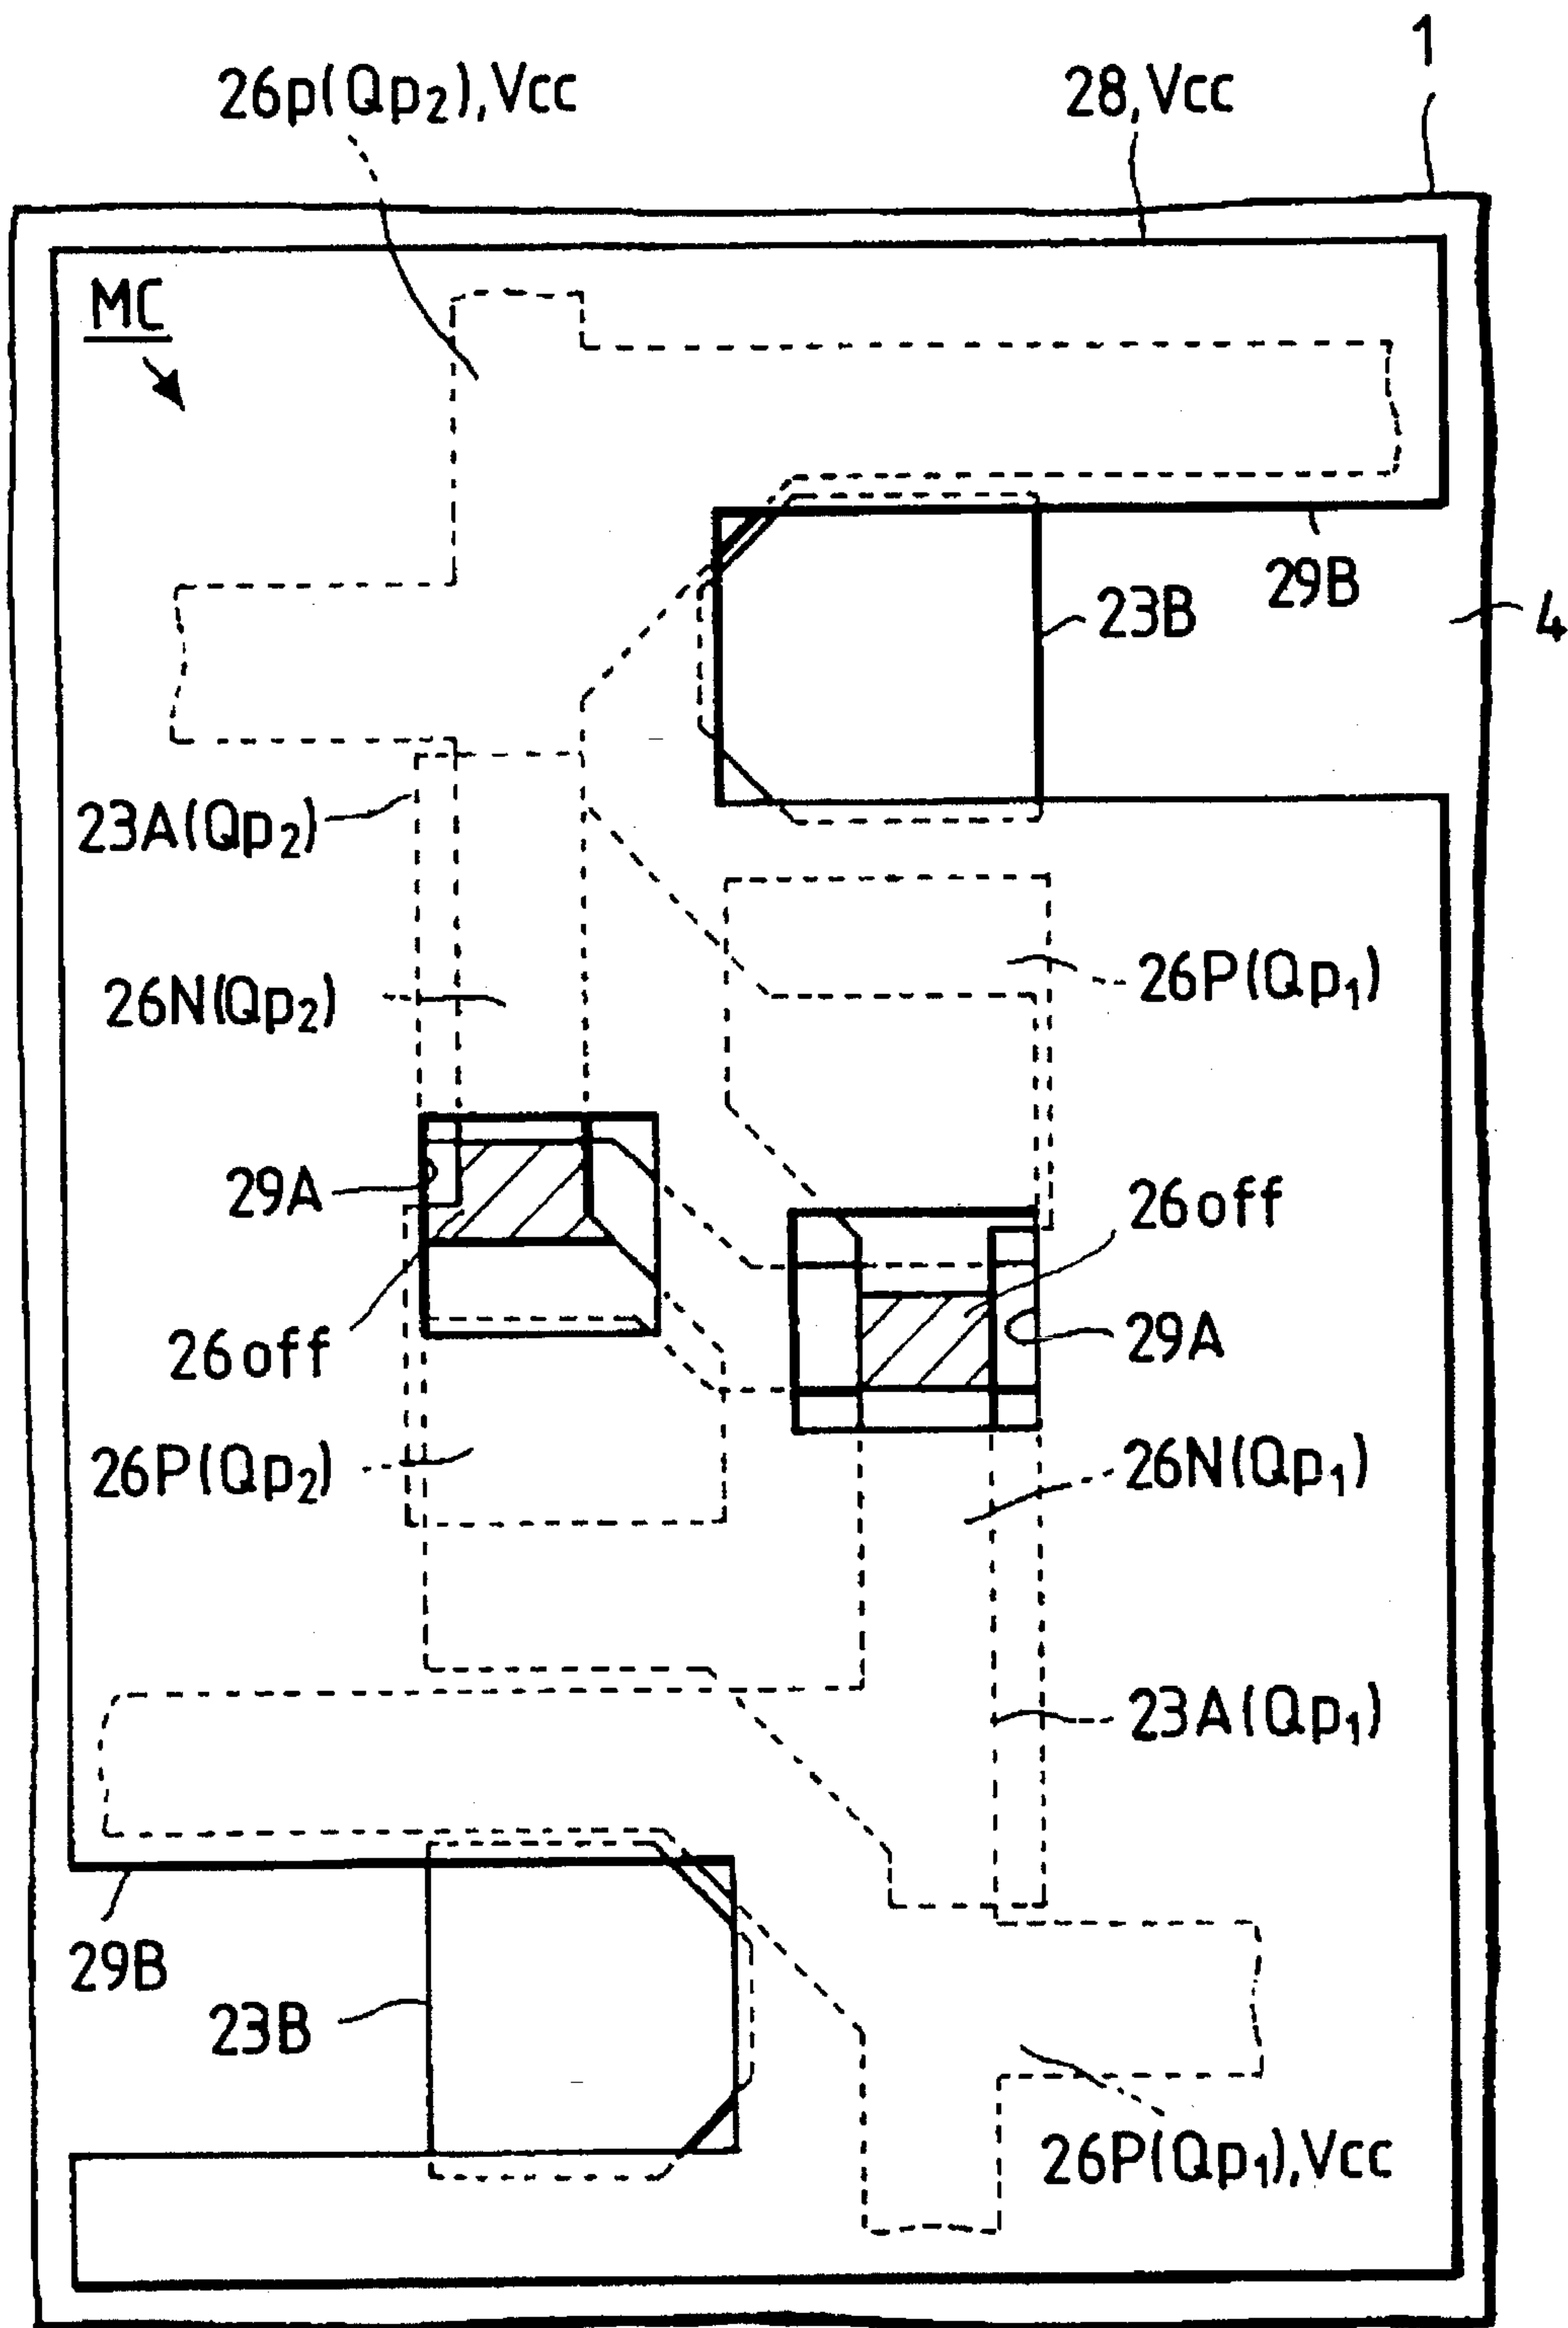 1
26p(Qp2),Vcc
28,Vcc
MC
29B
23B
4
23A(Qp2)
26P(Qp1)
26N(Qp2)
29A
26off
26off
29A
26P(Qp2)
26N(Qp1)
23A(Qp1)
29B
23B
26P(Qp1),Vcc